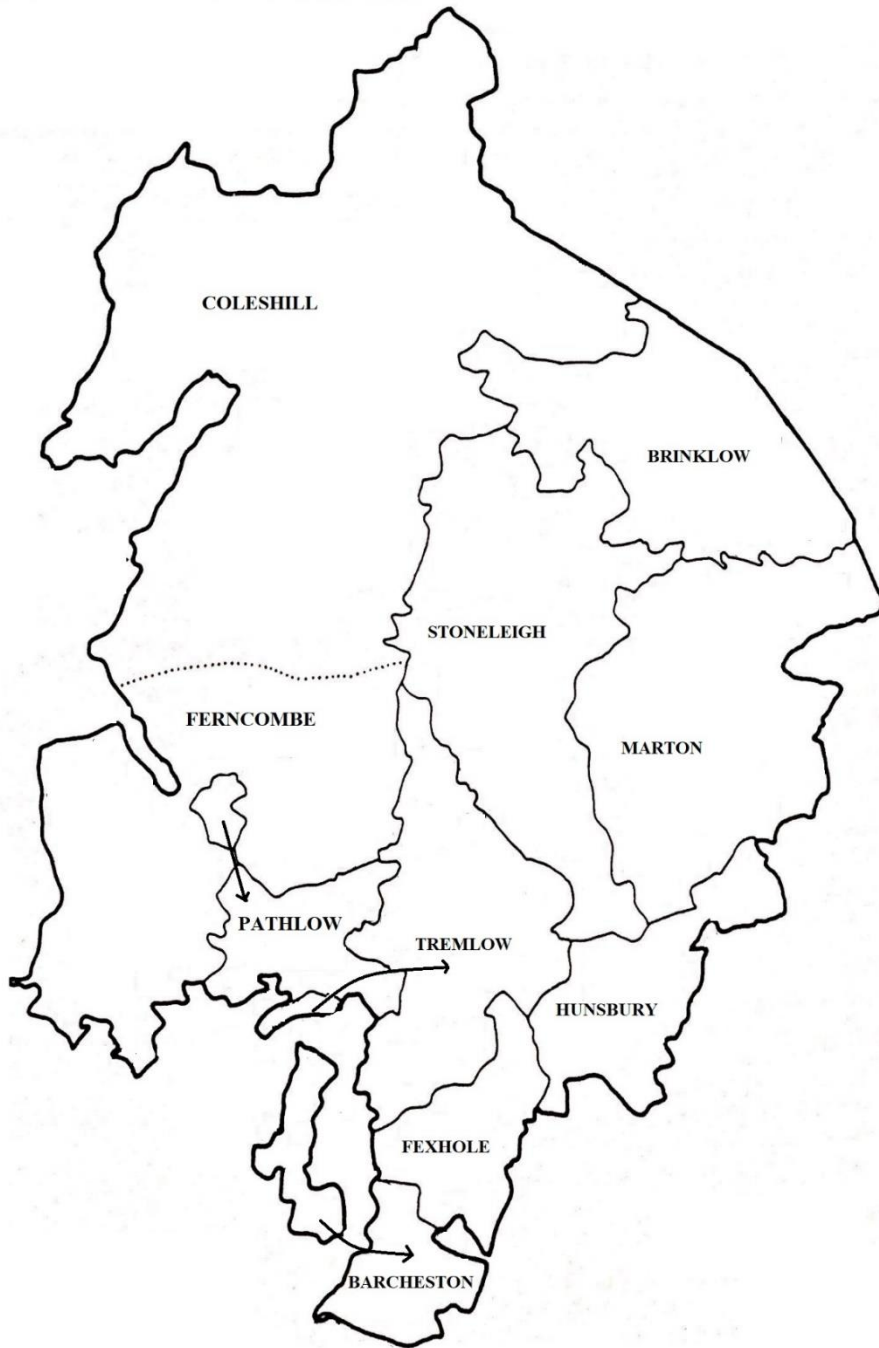 COLESHILL
BRINKLOW
STONELEIGH
FERNCOMBE
MARTON
PATHLOW
TREMLOW
HUNSBURY
FEXHOLE
BARCHESTON